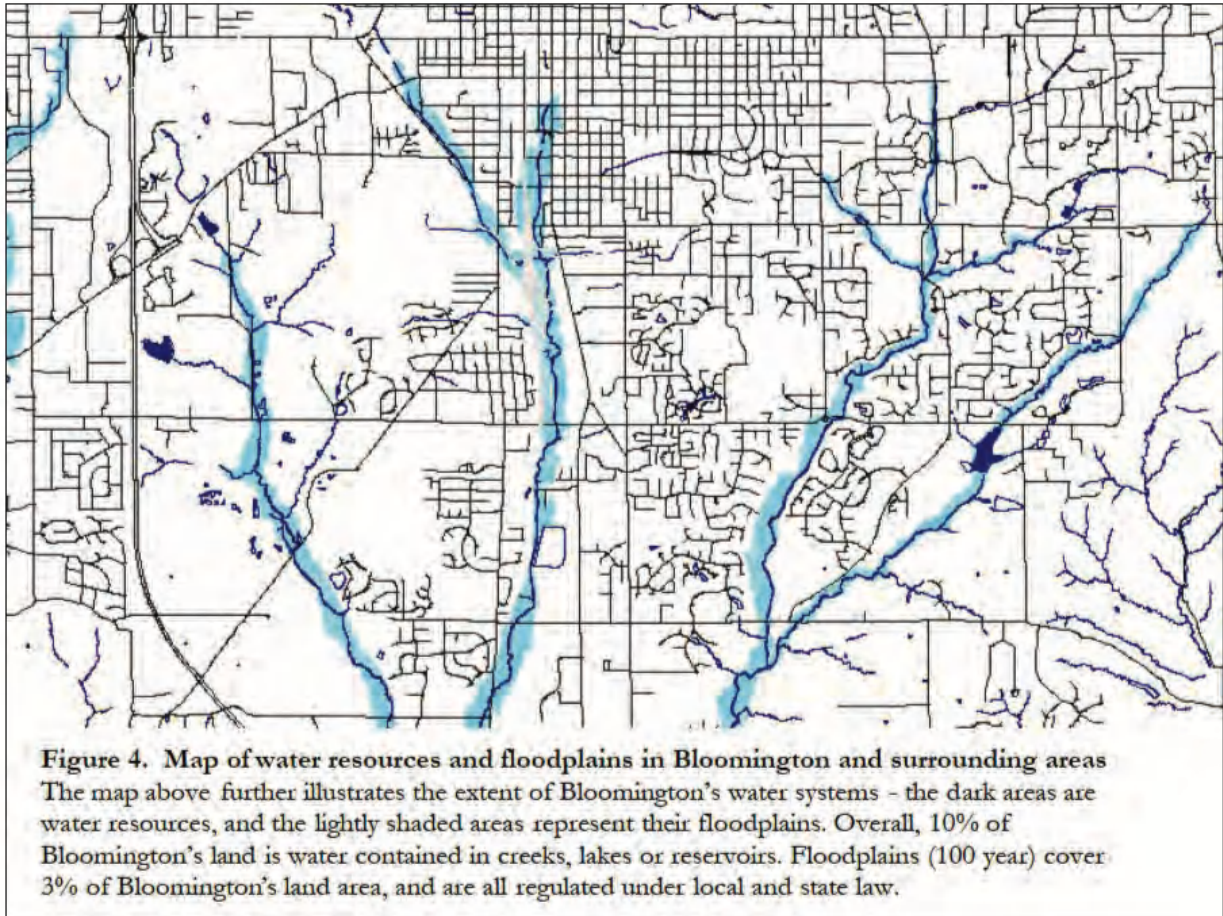 Figure 4. Map of water resources and floodplains in Bloomington and surrounding areas
The map above further illustrates the extent of Bloomington's water systems - the dark areas are
water resources, and the lightly shaded areas represent their floodplains. Overall, 10% of
Bloomington's land is water contained in creeks, lakes or reservoirs. Floodplains (100 year) cover
3% of Bloomington's land area, and are all regulated under local and state law.